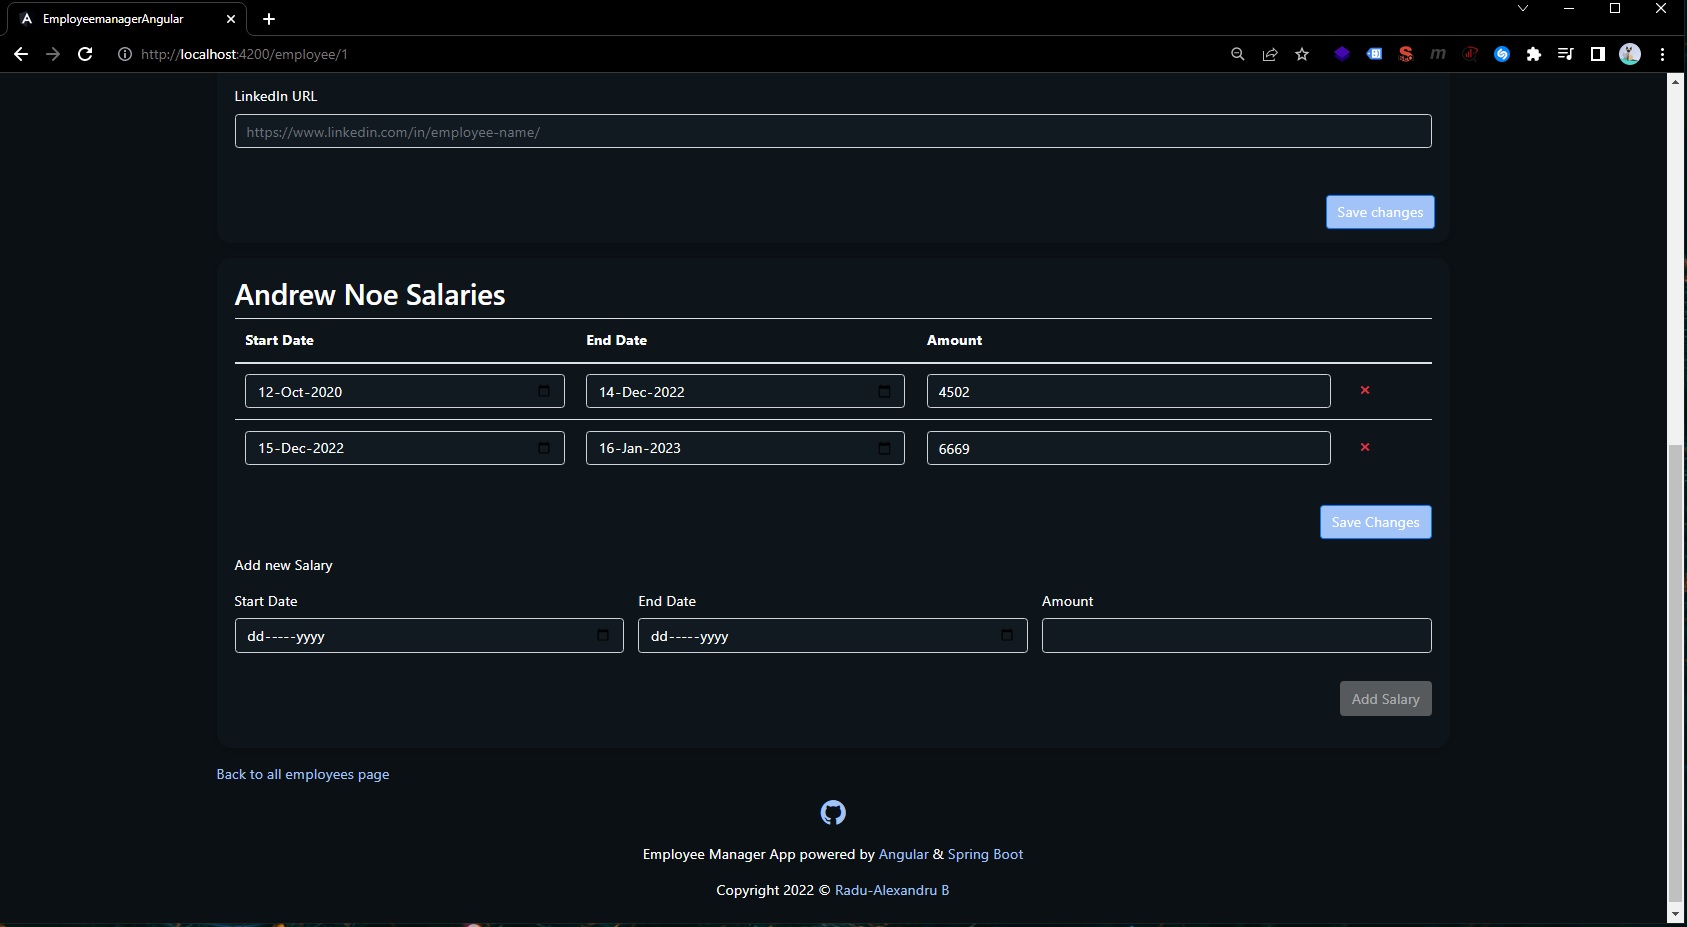 EmployeemanagerAngular
http://localhost:4200/employee/1
LinkedIn URL
https://www.linkedin.com/in/employee-name/
Save changes
Andrew Noe Salaries
Start Date End Date Amount
12-Oct-2020 14-Dec-2022 4502
15-Dec-2022 16-Jan-2023 6669
Save Changes
Add new Salary
Start Date End Date Amount
dd-----yyyy dd-----yyyy
Add Salary
Back to all employees page
Employee Manager App powered by Angular & Spring Boot
Copyright 2022 © Radu-Alexandru B